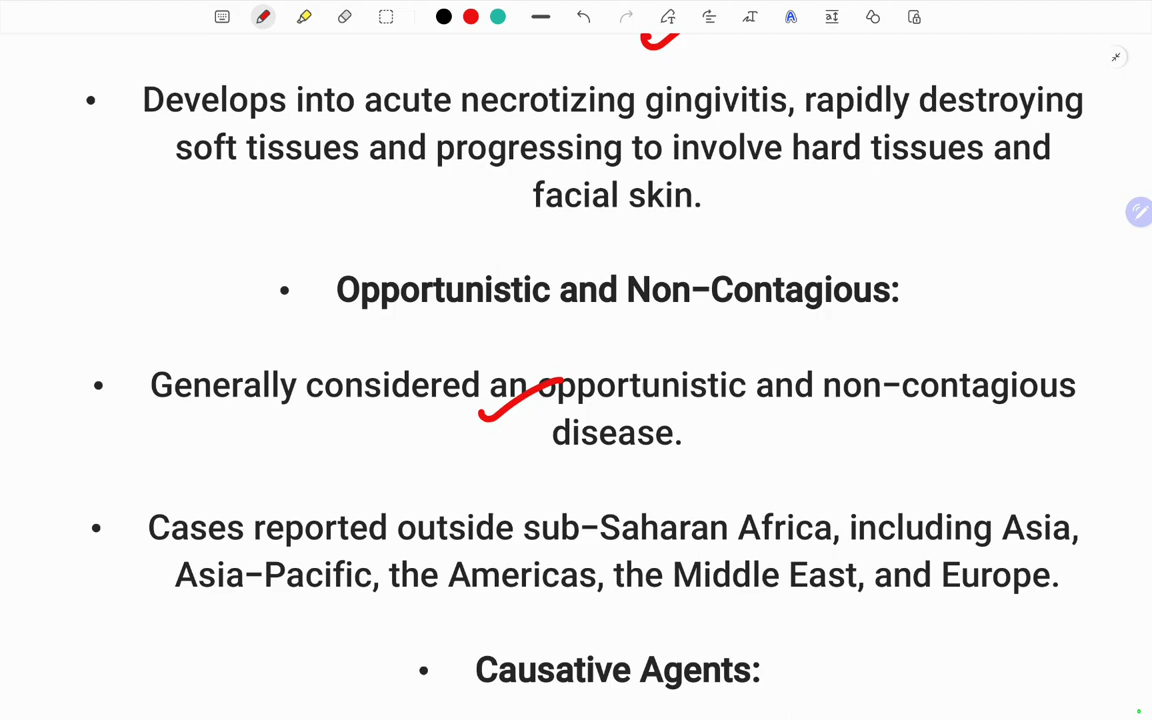 • Develops into acute necrotizing gingivitis, rapidly destroying
soft tissues and progressing to involve hard tissues and
facial skin.
• Opportunistic and Non-Contagious:
• Generally considered an opportunistic and non-contagious
disease.
• Cases reported outside sub-Saharan Africa, including Asia,
Asia-Pacific, the Americas, the Middle East, and Europe.
• Causative Agents: